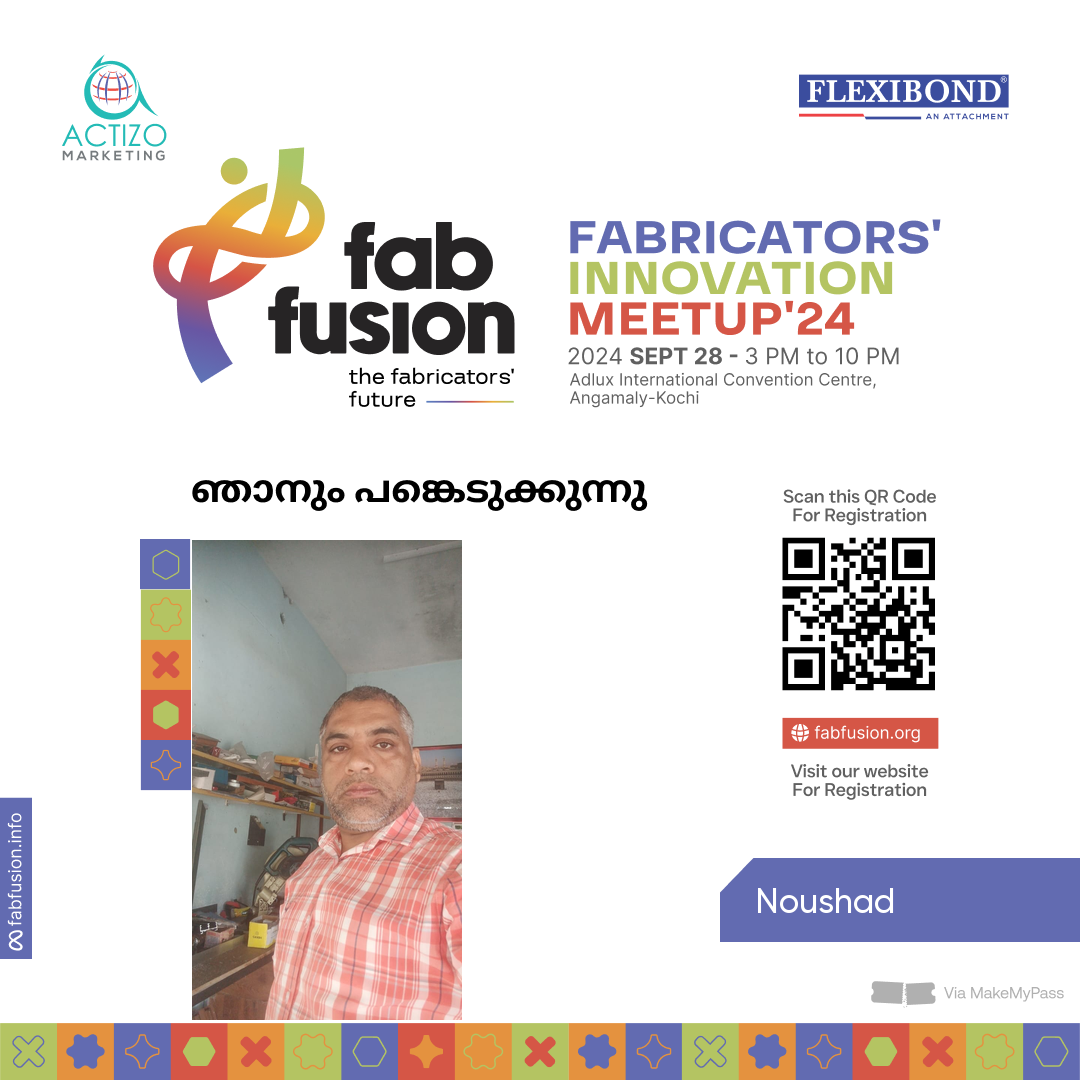 ACTIZO
MARKETING
FLEXIBOND®
AN ATTACHMENT
fab
fusion
the fabricators'
future
FABRICATORS'
INNOVATION
MEETUP'24
2024 SEPT 28 - 3 PM to 10 PM
Adlux International Convention Centre,
Angamaly-Kochi
ഞാനും പങ്കെടുക്കുന്നു
Scan this QR Code
For Registration
fabfusion.org
Visit our website
For Registration
fabfusion.info
Noushad
Via MakeMyPass